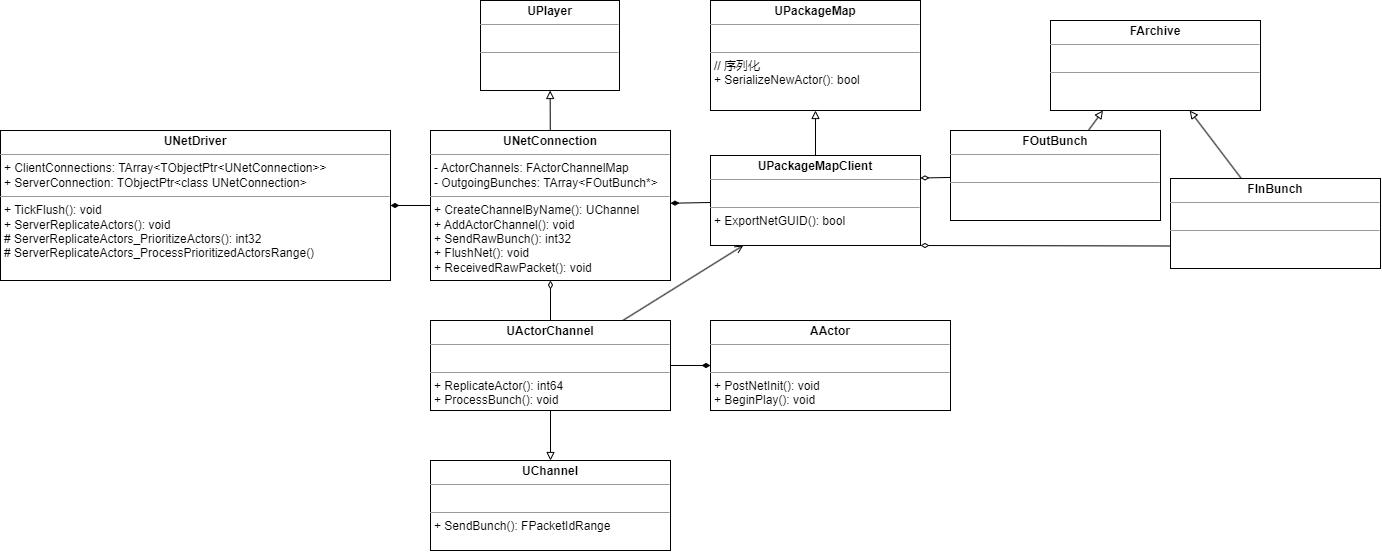 UPlayer
UPackageMap
// 序列化
+ SerializeNewActor(): bool
FArchive
UNetDriver
+ ClientConnections: TArray<TObjectPtr<UNetConnection>>
+ ServerConnection: TObjectPtr<class UNetConnection>
+ TickFlush(): void
+ ServerReplicateActors(): void
# ServerReplicateActors_PrioritizeActors(): int32
# ServerReplicateActors_ProcessPrioritizedActorsRange()
UNetConnection
- ActorChannels: FActorChannelMap
- OutgoingBunches: TArray<FOutBunch*>
+ CreateChannelByName(): UChannel
+ AddActorChannel(): void
+ SendRawBunch(): int32
+ FlushNet(): void
+ ReceivedRawPacket(): void
UPackageMapClient
+ ExportNetGUID(): bool
FOutBunch
FInBunch
UActorChannel
+ ReplicateActor(): int64
+ ProcessBunch(): void
AActor
+ PostNetInit(): void
+ BeginPlay(): void
UChannel
+ SendBunch(): FPacketIdRange